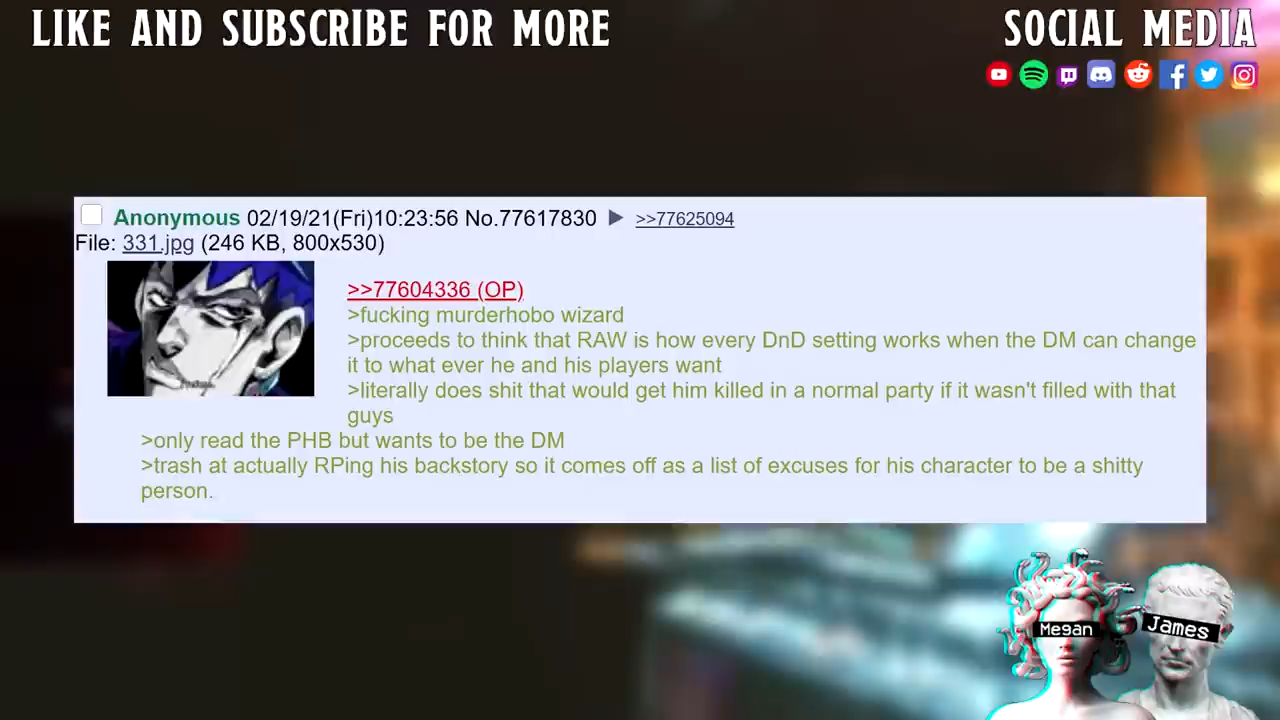 LIKE AND SUBSCRIBE FOR MORE
SOCIAL MEDIA
Anonymous 02/19/21(Fri)10:23:56 No.77617830 ▶ >>77625094
File: 331.jpg (246 KB, 800x530)
>>77604336 (OP)
>fucking murderhobo wizard
>proceeds to think that RAW is how every DnD setting works when the DM can change
it to what ever he and his players want
>literally does shit that would get him killed in a normal party if it wasn't filled with that
guys
>only read the PHB but wants to be the DM
>trash at actually RPing his backstory so it comes off as a list of excuses for his character to be a shitty
person.
Megan
James